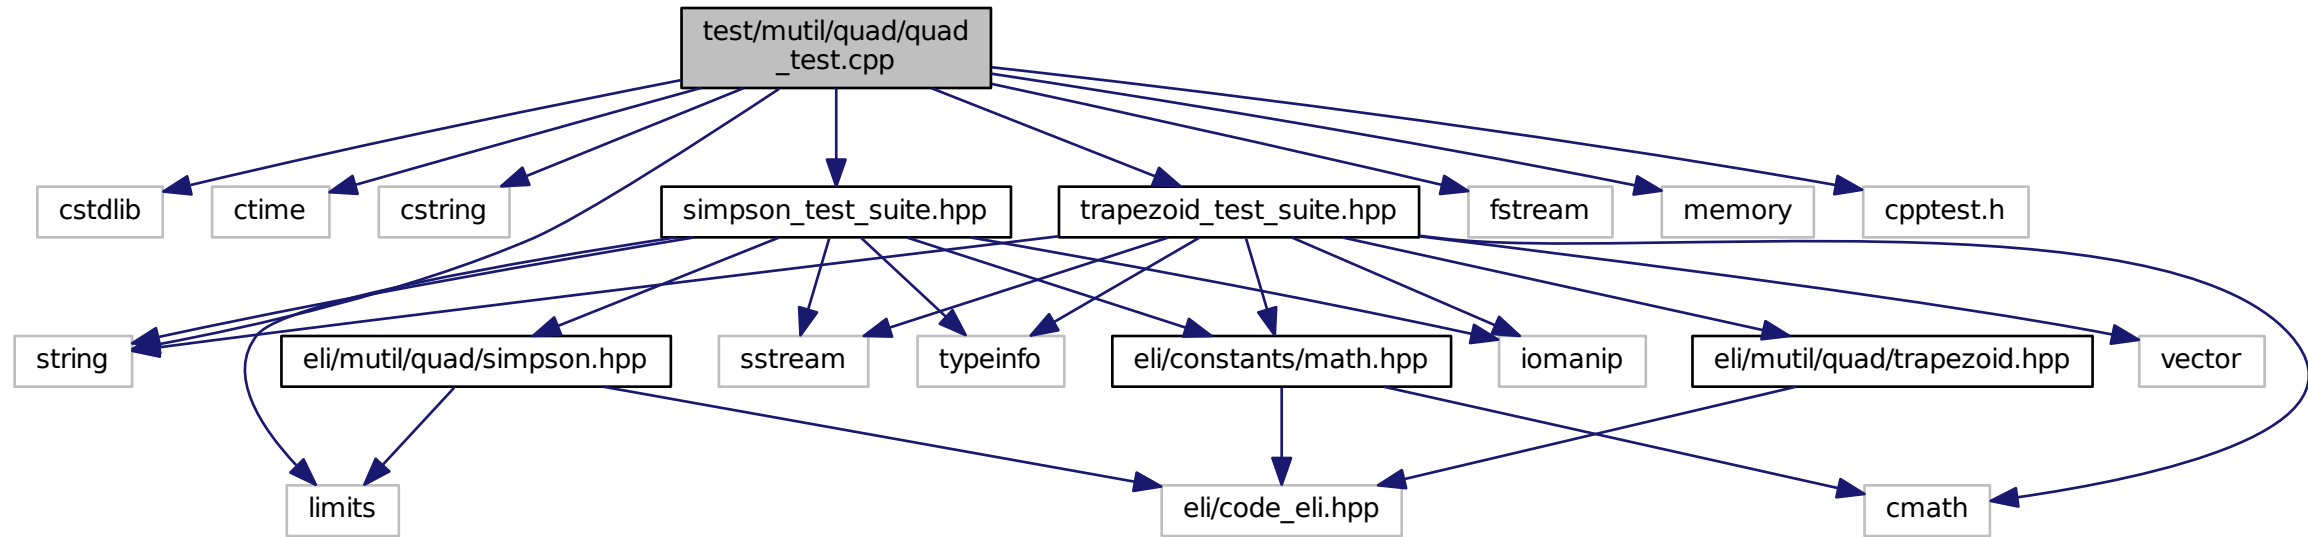 test/mutil/quad/quad
_test.cpp
cstdlib
ctime
cstring
simpson_test_suite.hpp
trapezoid_test_suite.hpp
fstream
memory
cpptest.h
string
eli/mutil/quad/simpson.hpp
sstream
typeinfo
eli/constants/math.hpp
iomanip
eli/mutil/quad/trapezoid.hpp
vector
limits
eli/code_eli.hpp
cmath